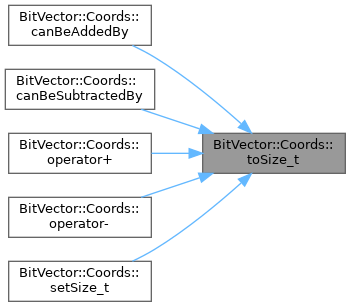 BitVector::Coords::
canBeAddedBy
BitVector::Coords::
canBeSubtractedBy
BitVector::Coords::
operator+
BitVector::Coords::
operator-
BitVector::Coords::
setSize_t
BitVector::Coords::
toSize_t